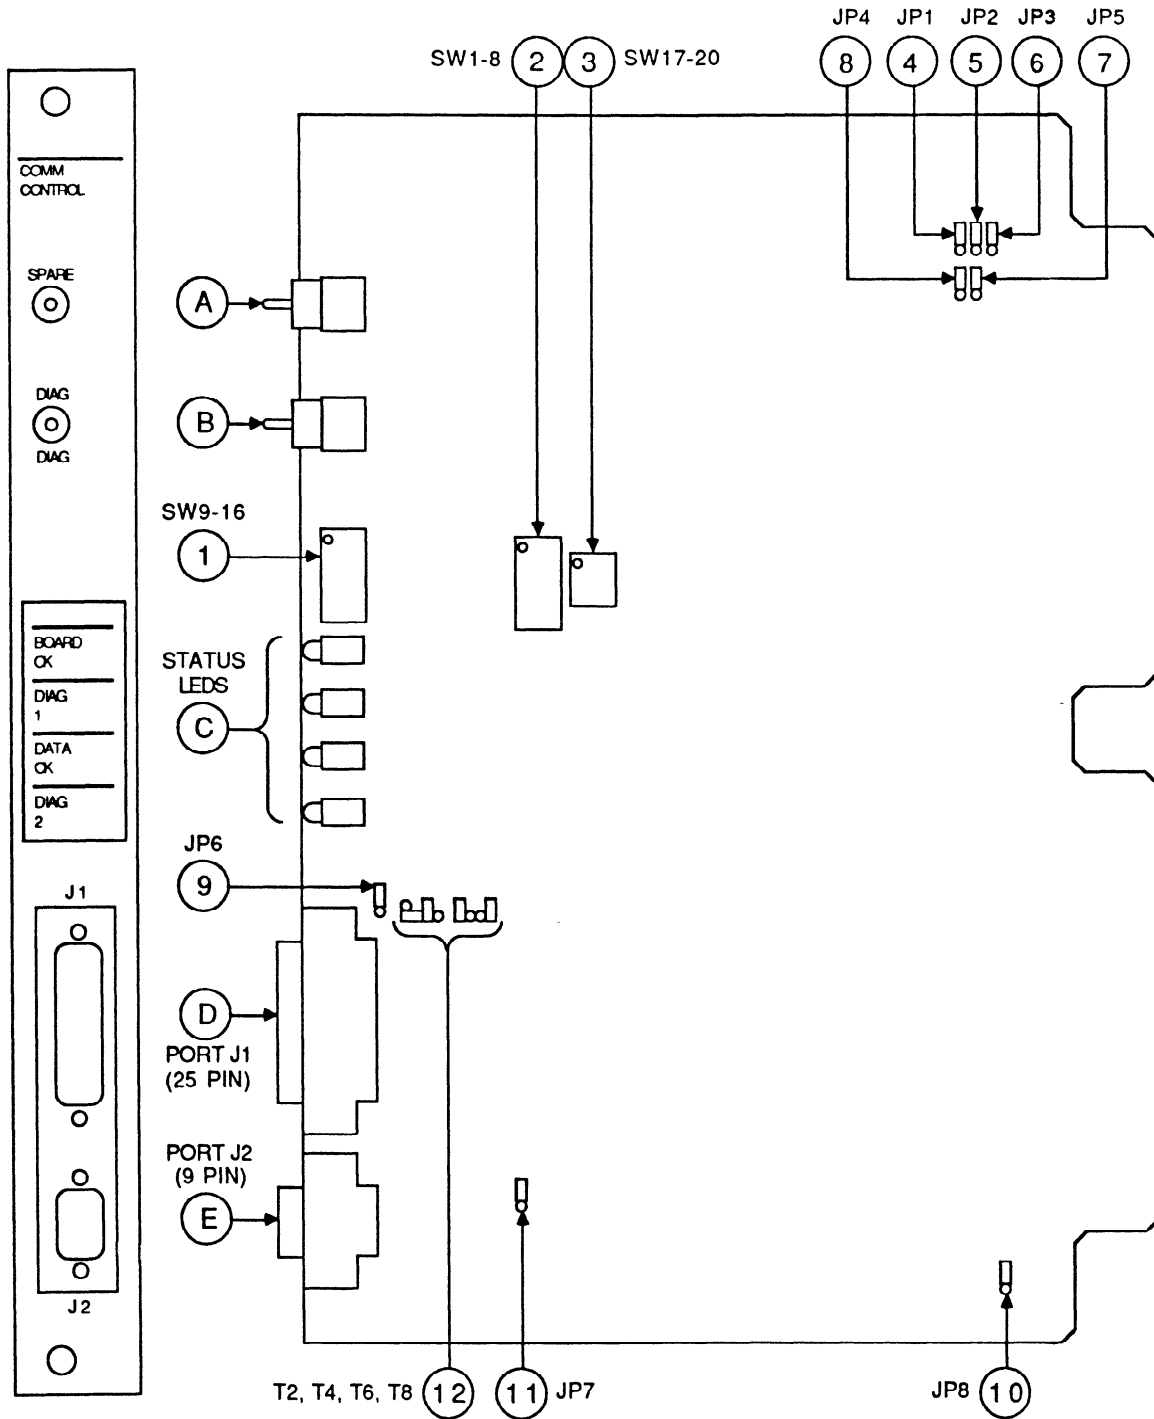 JP4 JP1 JP2 JP3 JP5
SW1-8 2 3 SW17-20 8 4 5 6 7
COMM
CONTROL
SPARE
A
DIAG
B
DIAG
SW9-16
1
BOARD
OK
DIAG
1
DATA
OK
DIAG
2
STATUS
LEDS
C
JP6
9
J1
D
PORT J1
(25 PIN)
PORT J2
(9 PIN)
E
J2
T2, T4, T6, T8 12 11 JP7 JP8 10